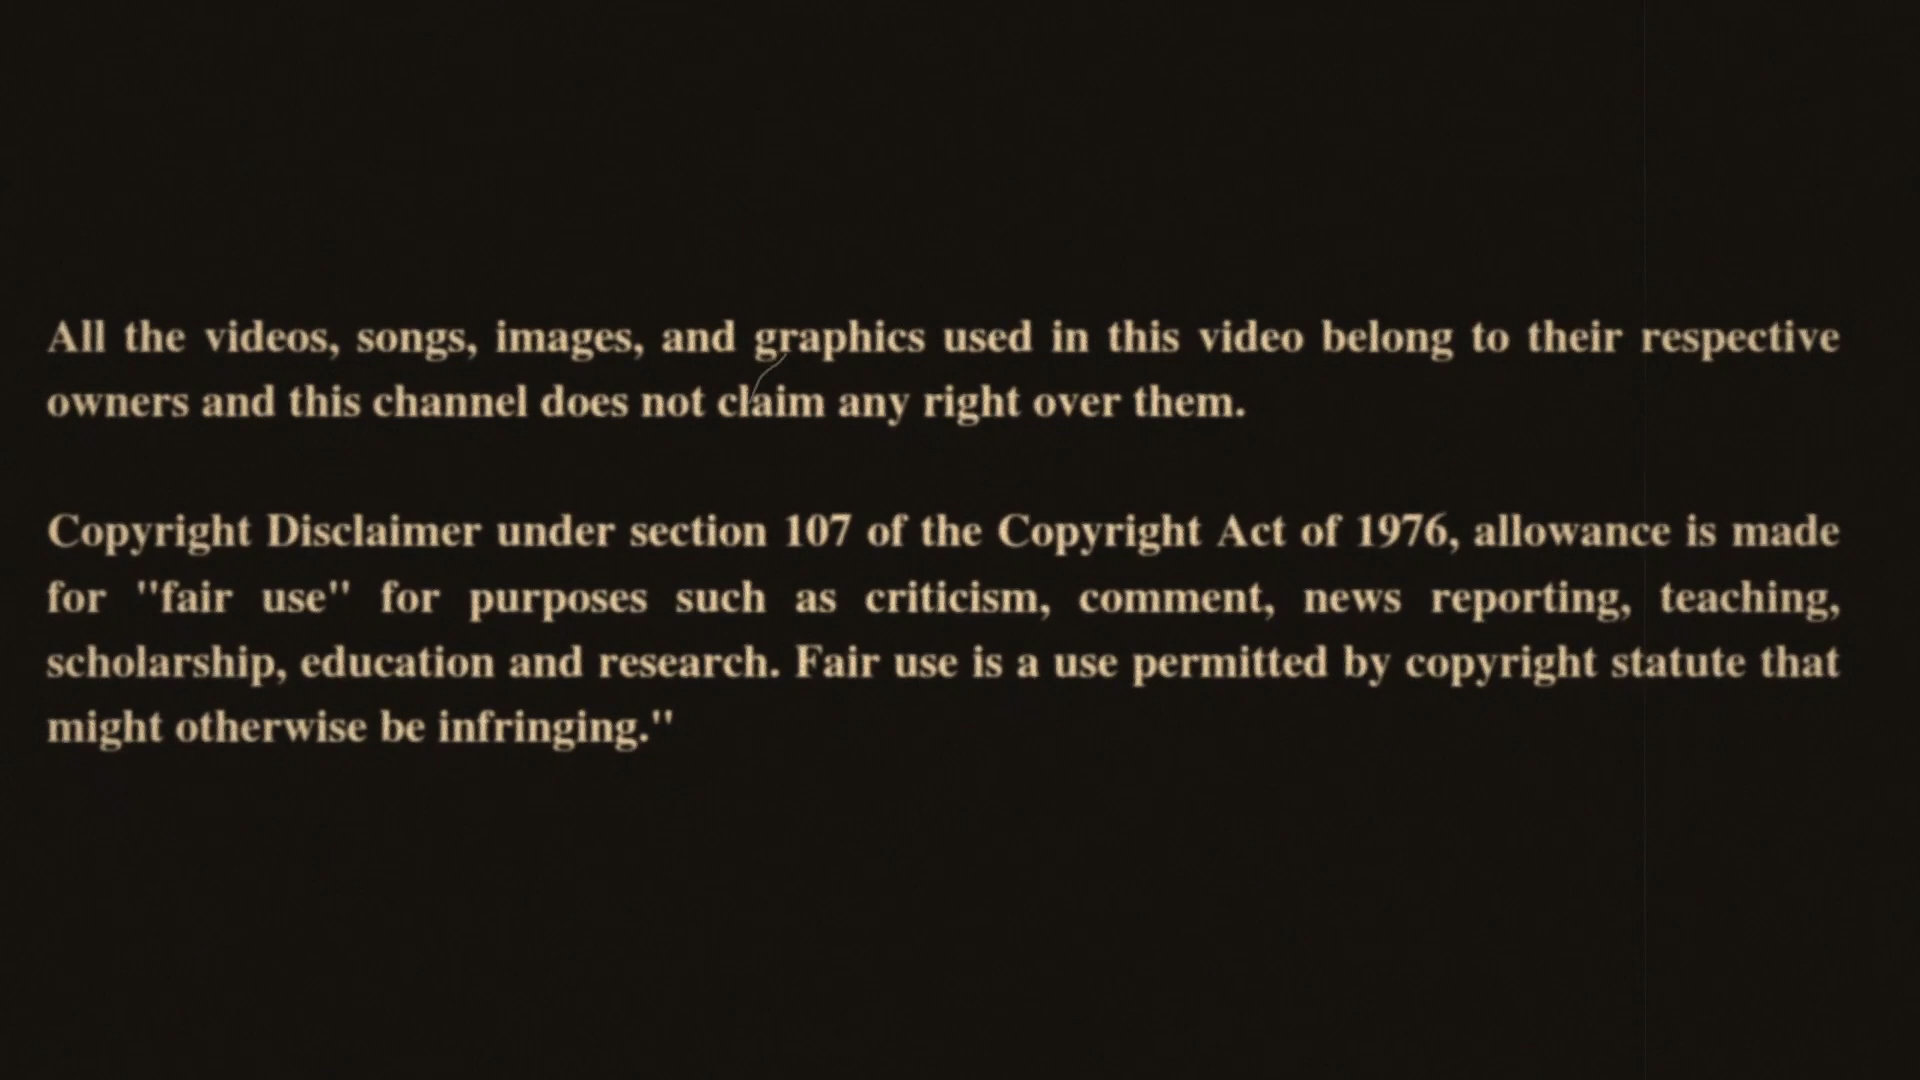 All the videos, songs, images, and graphics used in this video belong to their respective
owners and this channel does not claim any right over them.
Copyright Disclaimer under section 107 of the Copyright Act of 1976, allowance is made
for "fair use" for purposes such as criticism, comment, news reporting, teaching,
scholarship, education and research. Fair use is a use permitted by copyright statute that
might otherwise be infringing."